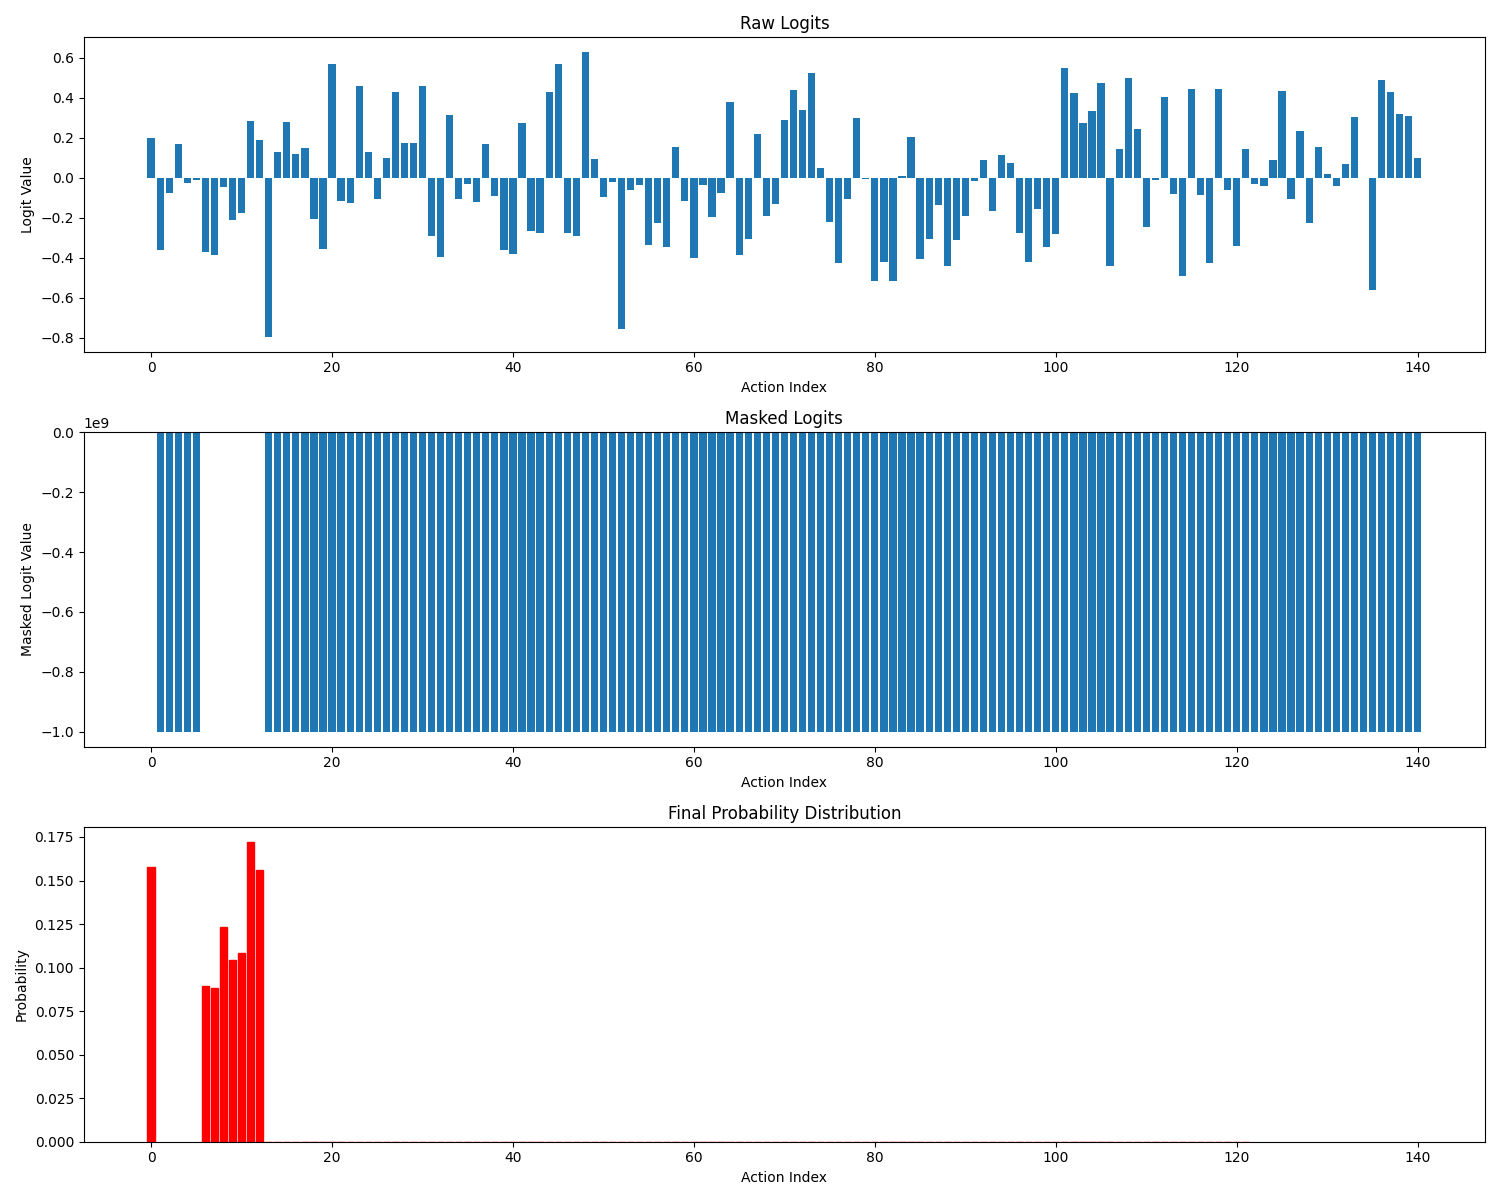 Raw Logits
0.6
0.4
0.2
0.0
−0.2
−0.4
−0.6
−0.8
Logit Value
0 20 40 60 80 100 120 140
Action Index
Masked Logits
1e9
0.0
−0.2
−0.4
−0.6
−0.8
−1.0
Masked Logit Value
0 20 40 60 80 100 120 140
Action Index
Final Probability Distribution
0.175
0.150
0.125
0.100
0.075
0.050
0.025
0.000
Probability
0 20 40 60 80 100 120 140
Action Index